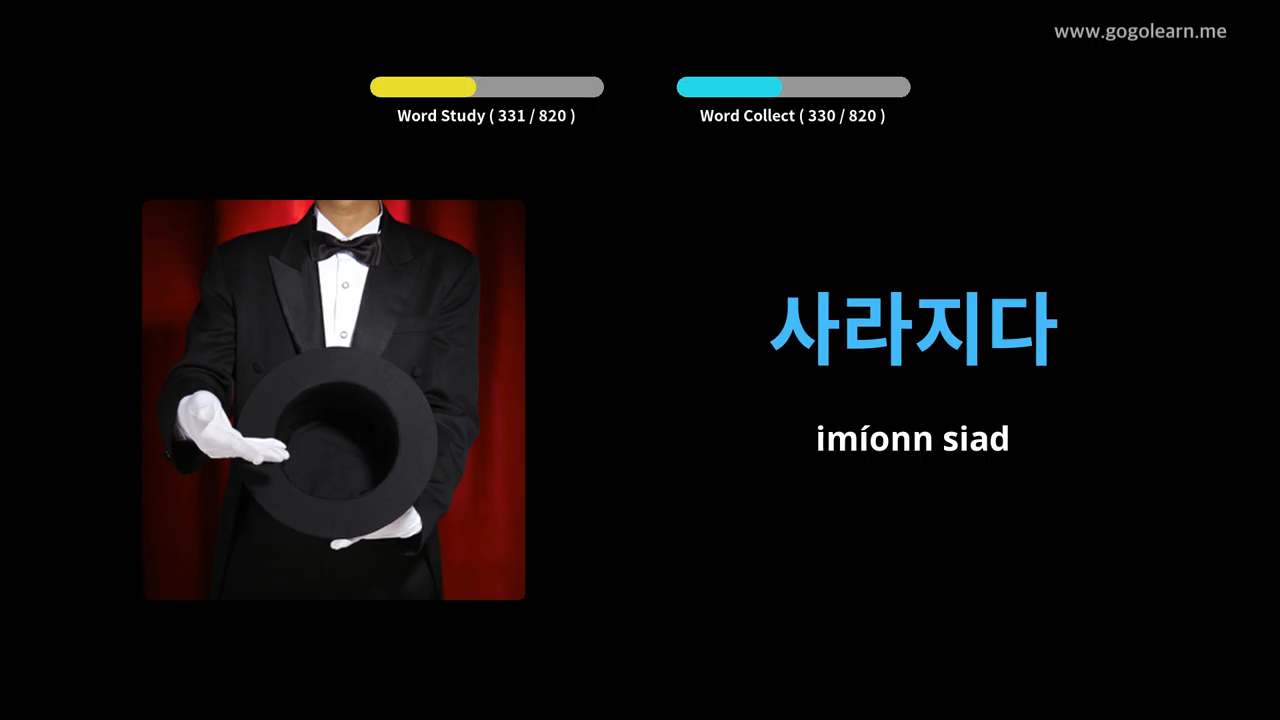 www.gogolearn.me
Word Study ( 331 / 820 )
Word Collect ( 330 / 820 )
사라지다
imíonn siad